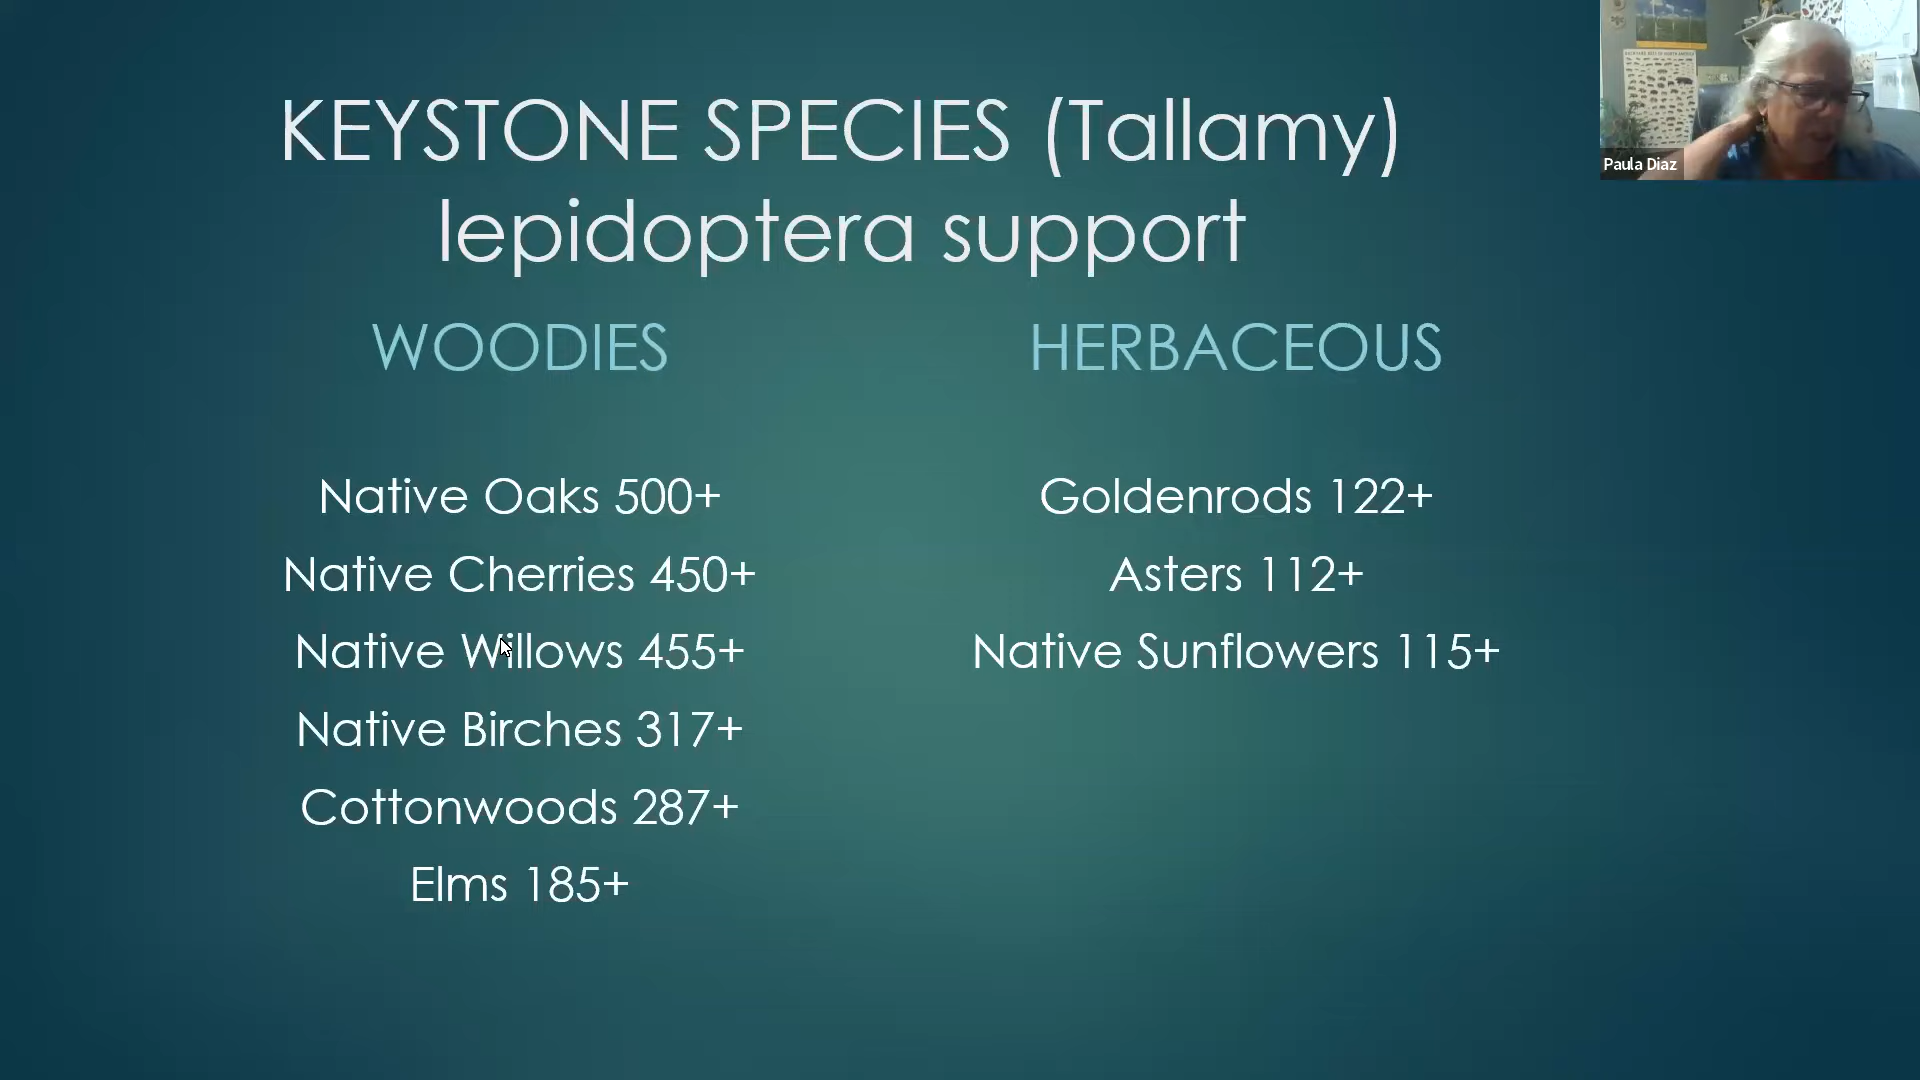 KEYSTONE SPECIES (Tallamy)
lepidoptera support
WOODIES
Native Oaks 500+
Native Cherries 450+
Native Willows 455+
Native Birches 317+
Cottonwoods 287+
Elms 185+
HERBACEOUS
Goldenrods 122+
Asters 112+
Native Sunflowers 115+
Paula Diaz